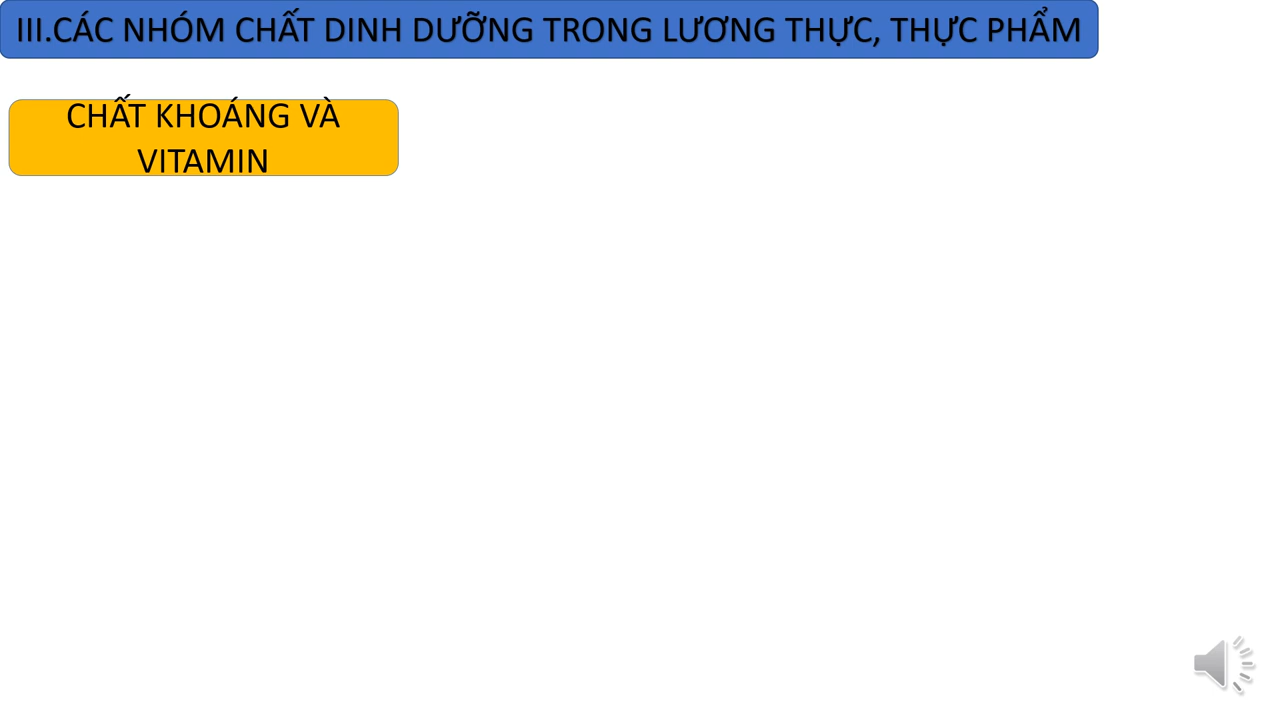 III.CÁC NHÓM CHẤT DINH DƯỠNG TRONG LƯƠNG THỰC, THỰC PHẨM
CHẤT KHOÁNG VÀ
VITAMIN